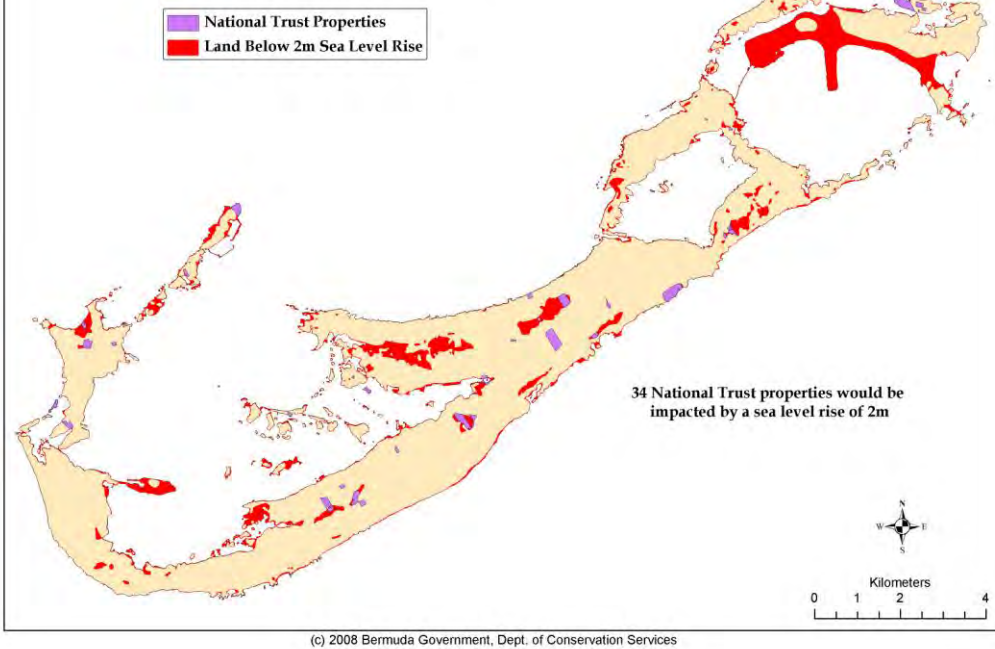 National Trust Properties
Land Below 2m Sea Level Rise
34 National Trust properties would be
impacted by a sea level rise of 2m
N
W E
S
Kilometers
0 1 2 4
(c) 2008 Bermuda Government, Dept. of Conservation Services